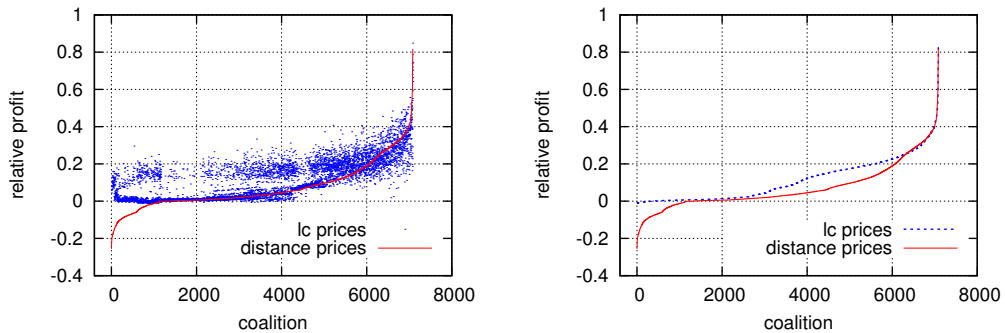 1
0.8
0.6
0.4
0.2
0
-0.2
-0.4
relative profit
0 2000 4000 6000 8000
coalition
lc prices
distance prices
1
0.8
0.6
0.4
0.2
0
-0.2
-0.4
relative profit
0 2000 4000 6000 8000
coalition
lc prices
distance prices